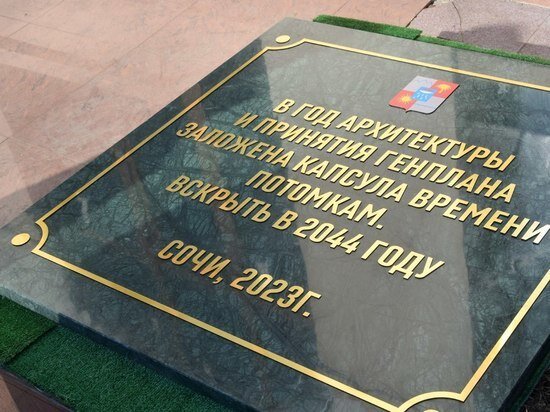 В ГОД АРХИТЕКТУРЫ
И ПРИНЯТИЯ ГЕНПЛАНА
ЗАЛОЖЕНА КАПСУЛА ВРЕМЕНИ
ПОТОМКАМ.
ВСКРЫТЬ В 2044 ГОДУ
СОЧИ, 2023Г.